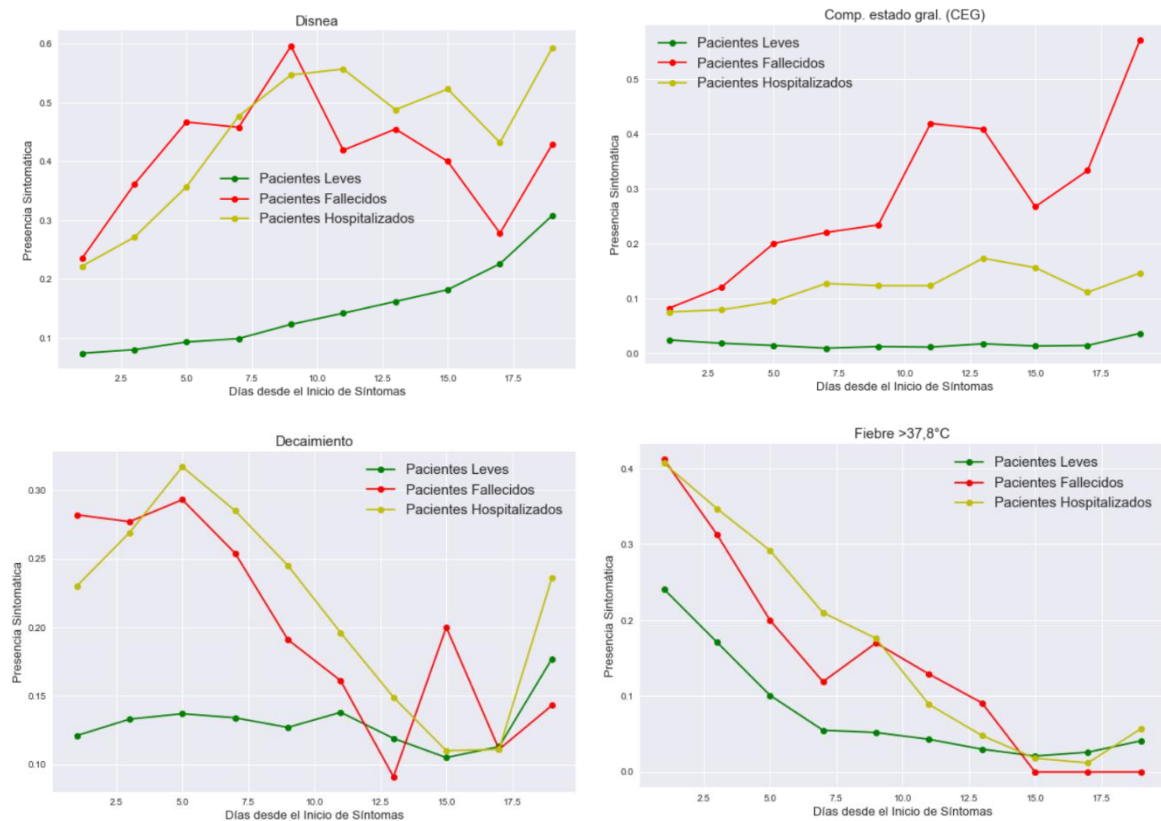 Disnea
0.6
0.5
0.4
0.3
0.2
0.1
Presencia Sintomática
Pacientes Leves
Pacientes Fallecidos
Pacientes Hospitalizados
2.5 5.0 7.5 10.0 12.5 15.0 17.5
Días desde el Inicio de Síntomas
Comp. estado gral. (CEG)
Pacientes Leves
Pacientes Fallecidos
Pacientes Hospitalizados
0.5
0.4
0.3
0.2
0.1
0.0
Presencia Sintomática
2.5 5.0 7.5 10.0 12.5 15.0 17.5
Días desde el Inicio de Síntomas
Decaimiento
Pacientes Leves
Pacientes Fallecidos
Pacientes Hospitalizados
0.30
0.25
0.20
0.15
0.10
Presencia Sintomática
2.5 5.0 7.5 10.0 12.5 15.0 17.5
Días desde el Inicio de Síntomas
Fiebre >37,8°C
Pacientes Leves
Pacientes Fallecidos
Pacientes Hospitalizados
0.4
0.3
0.2
0.1
0.0
Presencia Sintomática
2.5 5.0 7.5 10.0 12.5 15.0 17.5
Días desde el Inicio de Síntomas